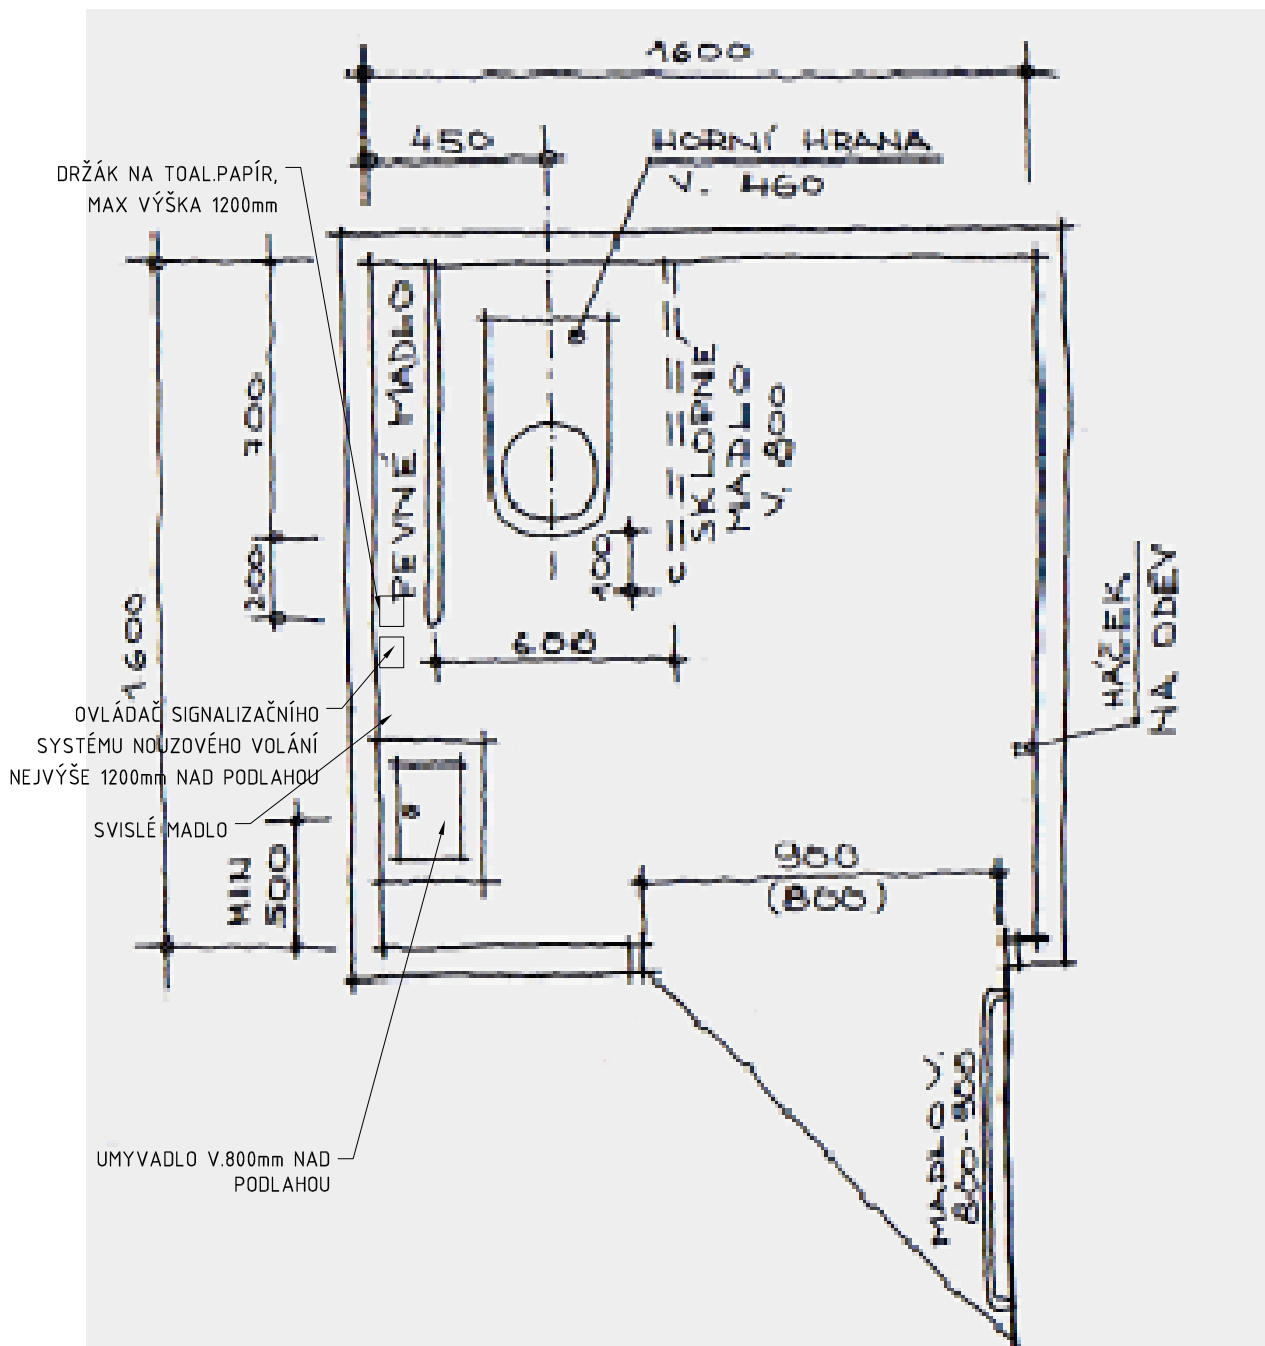 1600
450
HORNÍ HRANA
V. 460
DRŽÁK NA TOAL.PAPÍR,
MAX VÝŠKA 1200mm
PEVNÉ MADLO
SKLOPNÉ
MADLO
V. 800
700
200
100
1600
600
HÁČEK
NA ODĚV
OVLÁDAČ SIGNALIZAČNÍHO
SYSTÉMU NOUZOVÉHO VOLÁNÍ
NEJVÝŠE 1200mm NAD PODLAHOU
SVISLÉ MADLO
MIN
500
900
(800)
MADLO V.
800-900
UMYVADLO V.800mm NAD
PODLAHOU